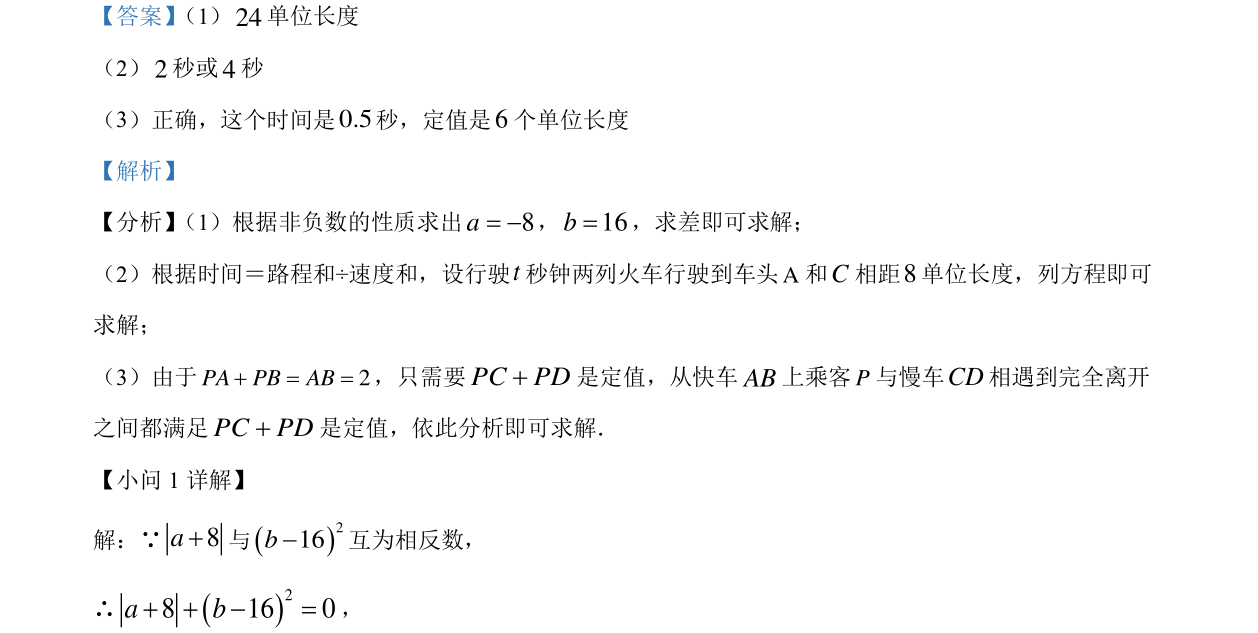 【答案】（1）24单位长度
（2）2秒或4秒
（3）正确，这个时间是0.5秒，定值是6个单位长度
【解析】
【分析】（1）根据非负数的性质求出a=−8，b=16，求差即可求解；
（2）根据时间＝路程和÷速度和，设行驶t秒钟两列火车行驶到车头A和C相距8单位长度，列方程即可
求解；
（3）由于PA+PB=AB=2，只需要PC+PD是定值，从快车AB上乘客P与慢车CD相遇到完全离开
之间都满足PC+PD是定值，依此分析即可求解．
【小问1详解】
解：∵|a+8|与(b−16)²互为相反数，
∴|a+8|+(b−16)²=0，